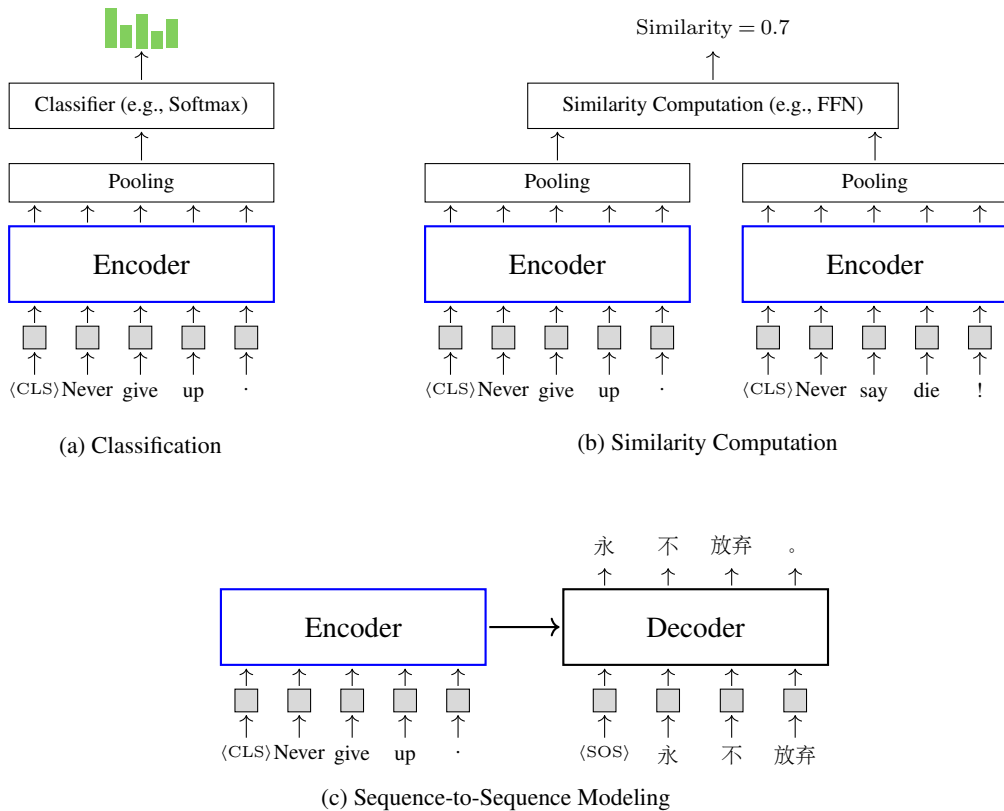 Similarity = 0.7
Classifier (e.g., Softmax)
Similarity Computation (e.g., FFN)
Pooling
Pooling
Pooling
Encoder
Encoder
Encoder
⟨CLS⟩ Never give up .
⟨CLS⟩ Never give up .
⟨CLS⟩ Never say die !
(a) Classification
(b) Similarity Computation
永 不 放弃 。
Encoder
Decoder
⟨CLS⟩ Never give up .
⟨SOS⟩ 永 不 放弃
(c) Sequence-to-Sequence Modeling